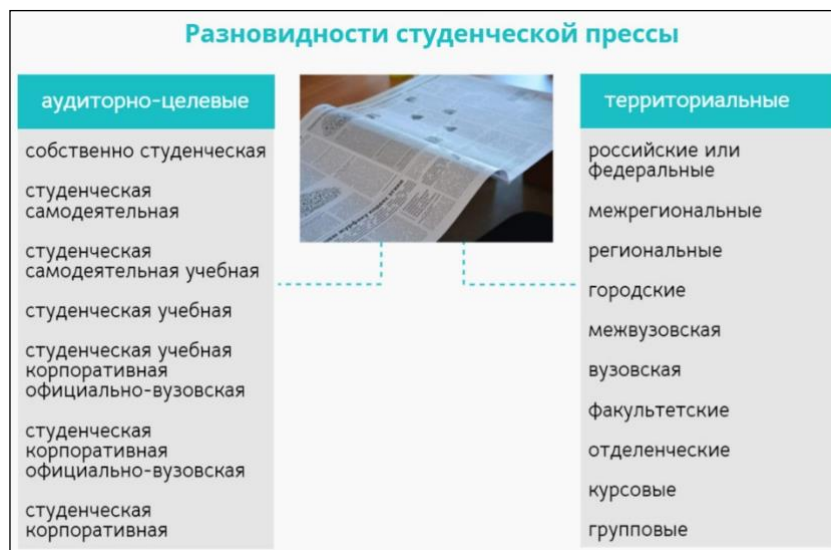 Разновидности студенческой прессы
аудиторно-целевые
собственно студенческая
студенческая
самодеятельная
студенческая
самодеятельная учебная
студенческая учебная
студенческая учебная
корпоративная
официально-вузовская
студенческая
корпоративная
официально-вузовская
студенческая
корпоративная
территориальные
российские или
федеральные
межрегиональные
региональные
городские
межвузовская
вузовская
факультетские
отделенческие
курсовые
групповые